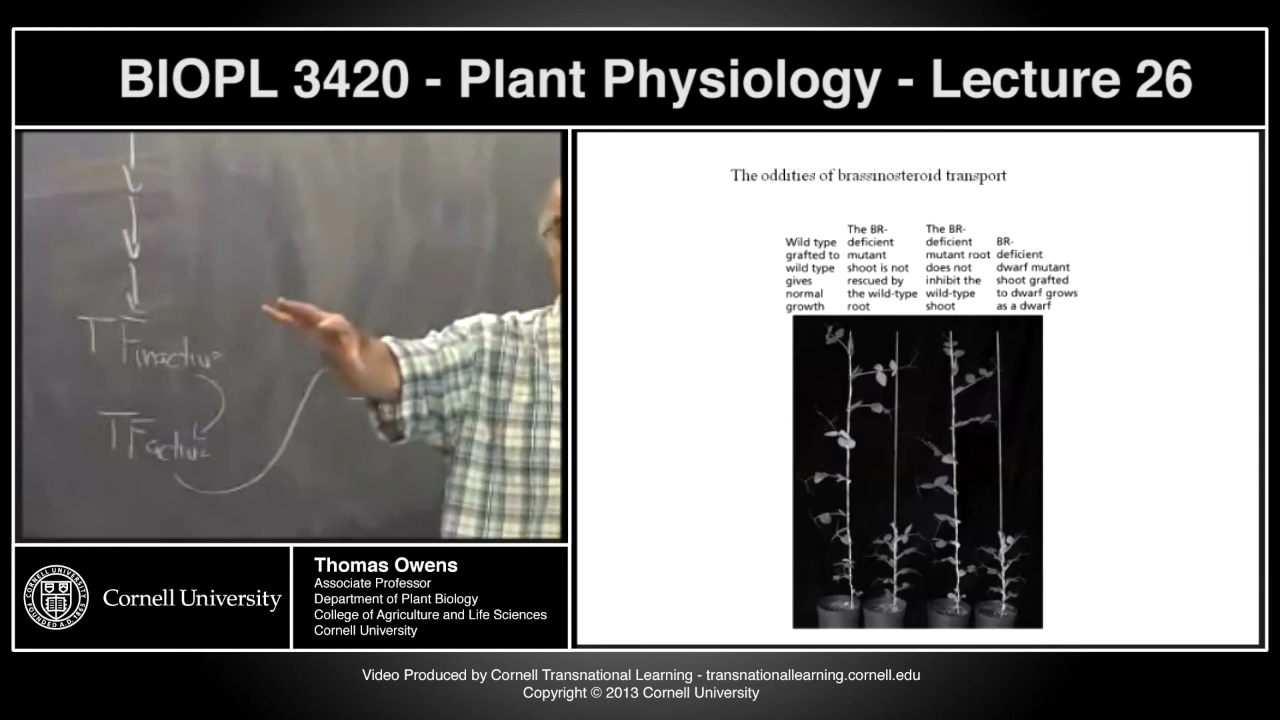 BIOPL 3420 - Plant Physiology - Lecture 26
TFinactive
TFactive
The oddities of brassinosteroid transport
Wild type
grafted to
wild type
gives
normal
growth
The BR-
deficient
mutant
shoot is not
rescued by
the wild-type
root
The BR-
deficient
mutant root
does not
inhibit the
wild-type
shoot
BR-
deficient
dwarf mutant
shoot grafted
to dwarf grows
as a dwarf
Cornell University
Thomas Owens
Associate Professor
Department of Plant Biology
College of Agriculture and Life Sciences
Cornell University
Video Produced by Cornell Transnational Learning - transnationallearning.cornell.edu
Copyright © 2013 Cornell University